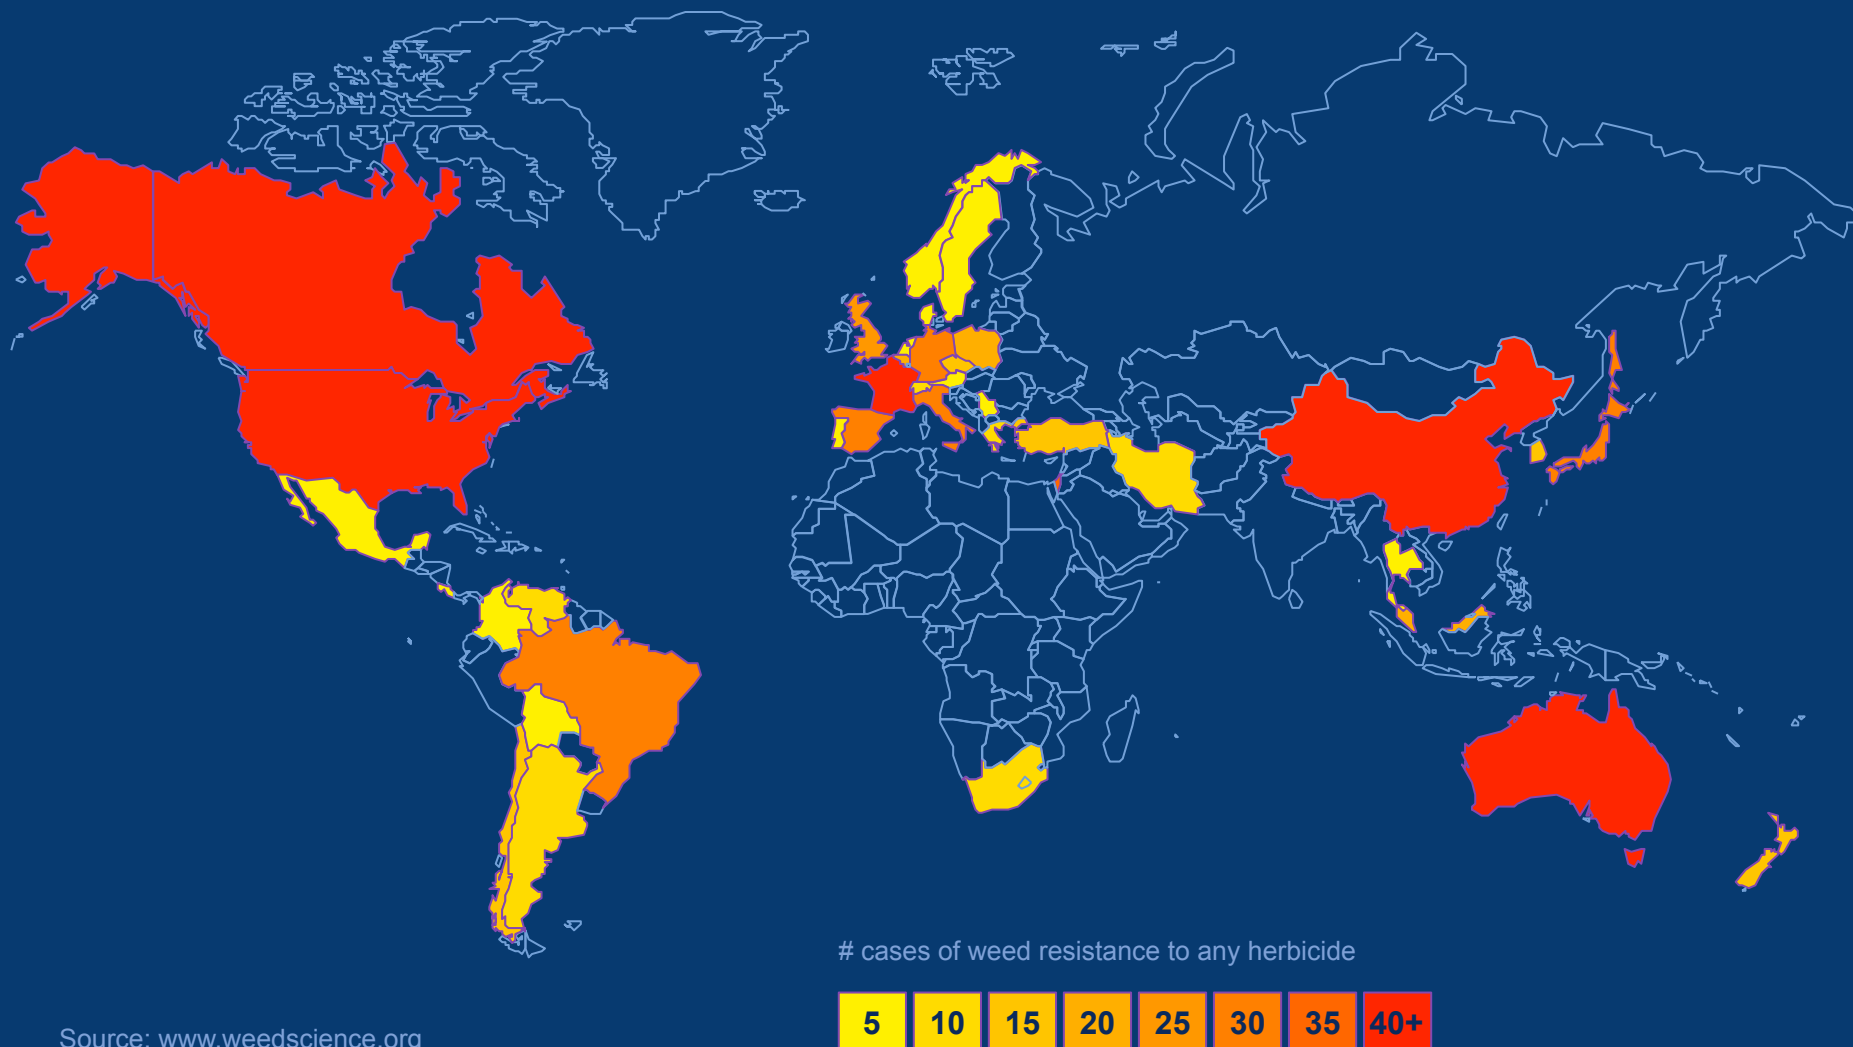 # cases of weed resistance to any herbicide
5 10 15 20 25 30 35 40+
Source: www.weedscience.org